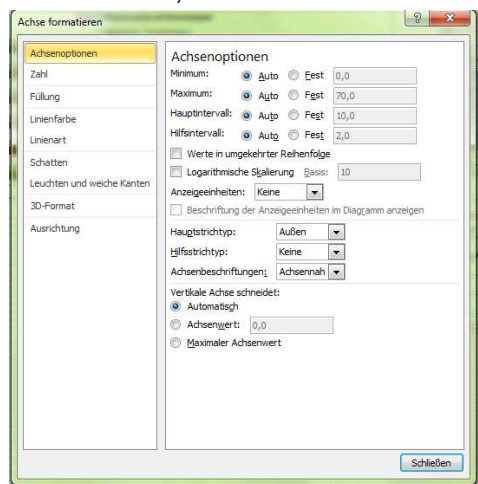 Achse formatieren
Achsenoptionen
Zahl
Füllung
Linienfarbe
Linienart
Schatten
Leuchten und weiche Kanten
3D-Format
Ausrichtung
Achsenoptionen
Minimum: Auto Fest 0,0
Maximum: Auto Fest 70,0
Hauptintervall: Auto Fest 10,0
Hilfsintervall: Auto Fest 2,0
Werte in umgekehrter Reihenfolge
Logarithmische Skalierung Basis: 10
Anzeigeeinheiten: Keine
Beschriftung der Anzeigeeinheiten im Diagramm anzeigen
Hauptstrichtyp: Außen
Hilfsstrichtyp: Keine
Achsenbeschriftungen: Achsennah
Vertikale Achse schneidet:
Automatisch
Achsenwert: 0,0
Maximaler Achsenwert
Schließen